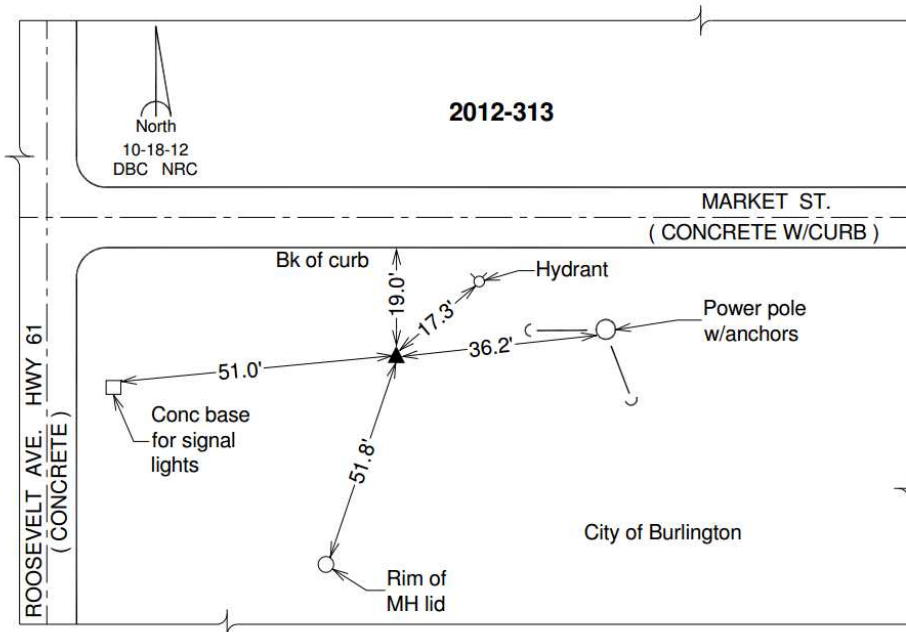 2012-313
North
10-18-12
DBC NRC
MARKET ST.
( CONCRETE W/CURB )
Bk of curb
19.0'
Hydrant
17.3'
Power pole
w/anchors
36.2'
51.0'
Conc base
for signal
lights
51.8'
ROOSEVELT AVE. HWY 61
( CONCRETE )
City of Burlington
Rim of
MH lid